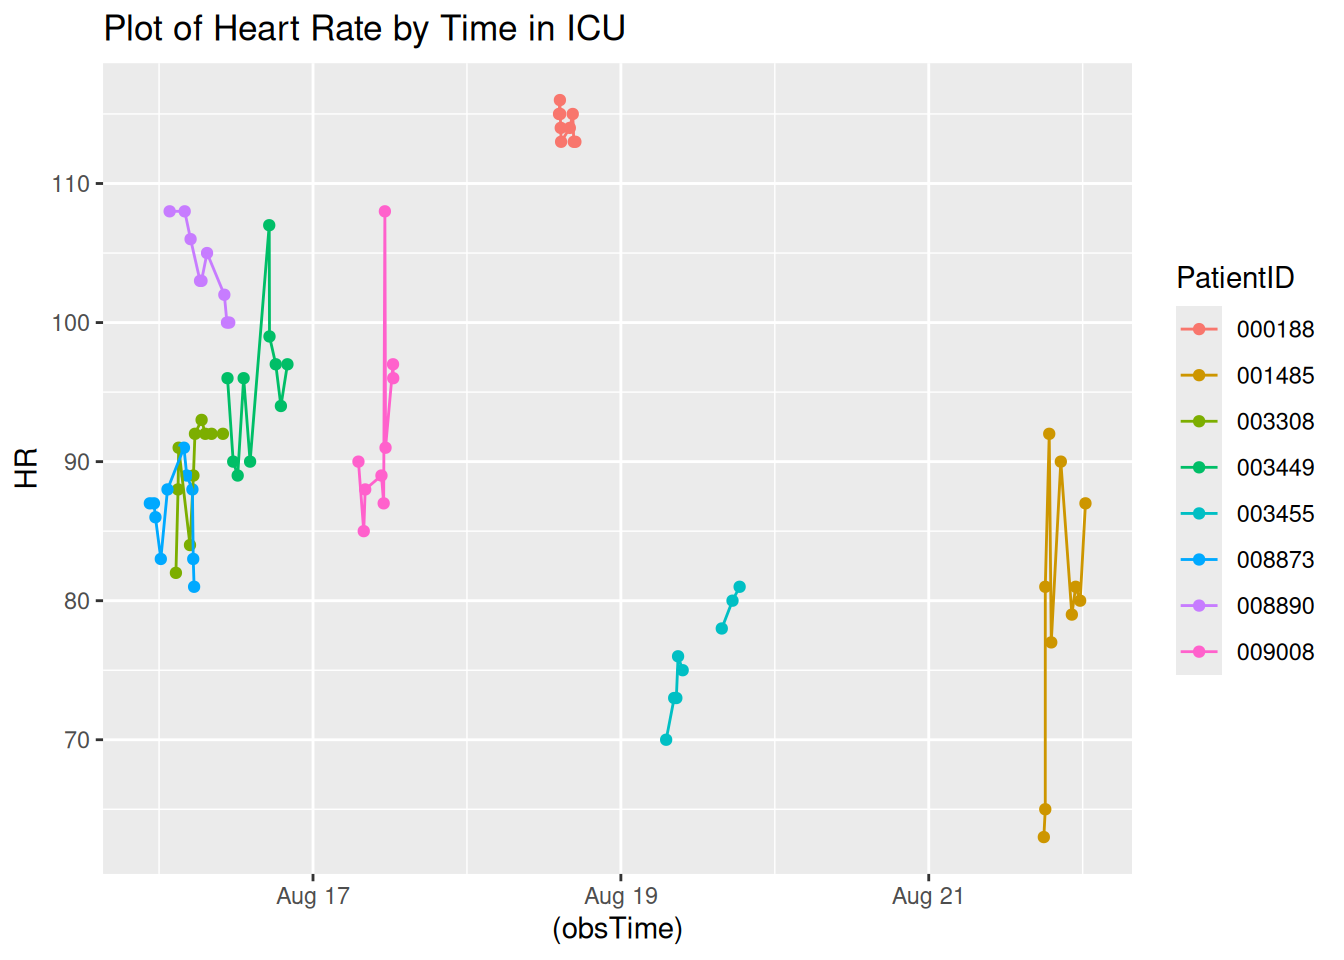 Plot of Heart Rate by Time in ICU
HR
110
100
90
80
70
Aug 17
Aug 19
Aug 21
(obsTime)
PatientID
000188
001485
003308
003449
003455
008873
008890
009008